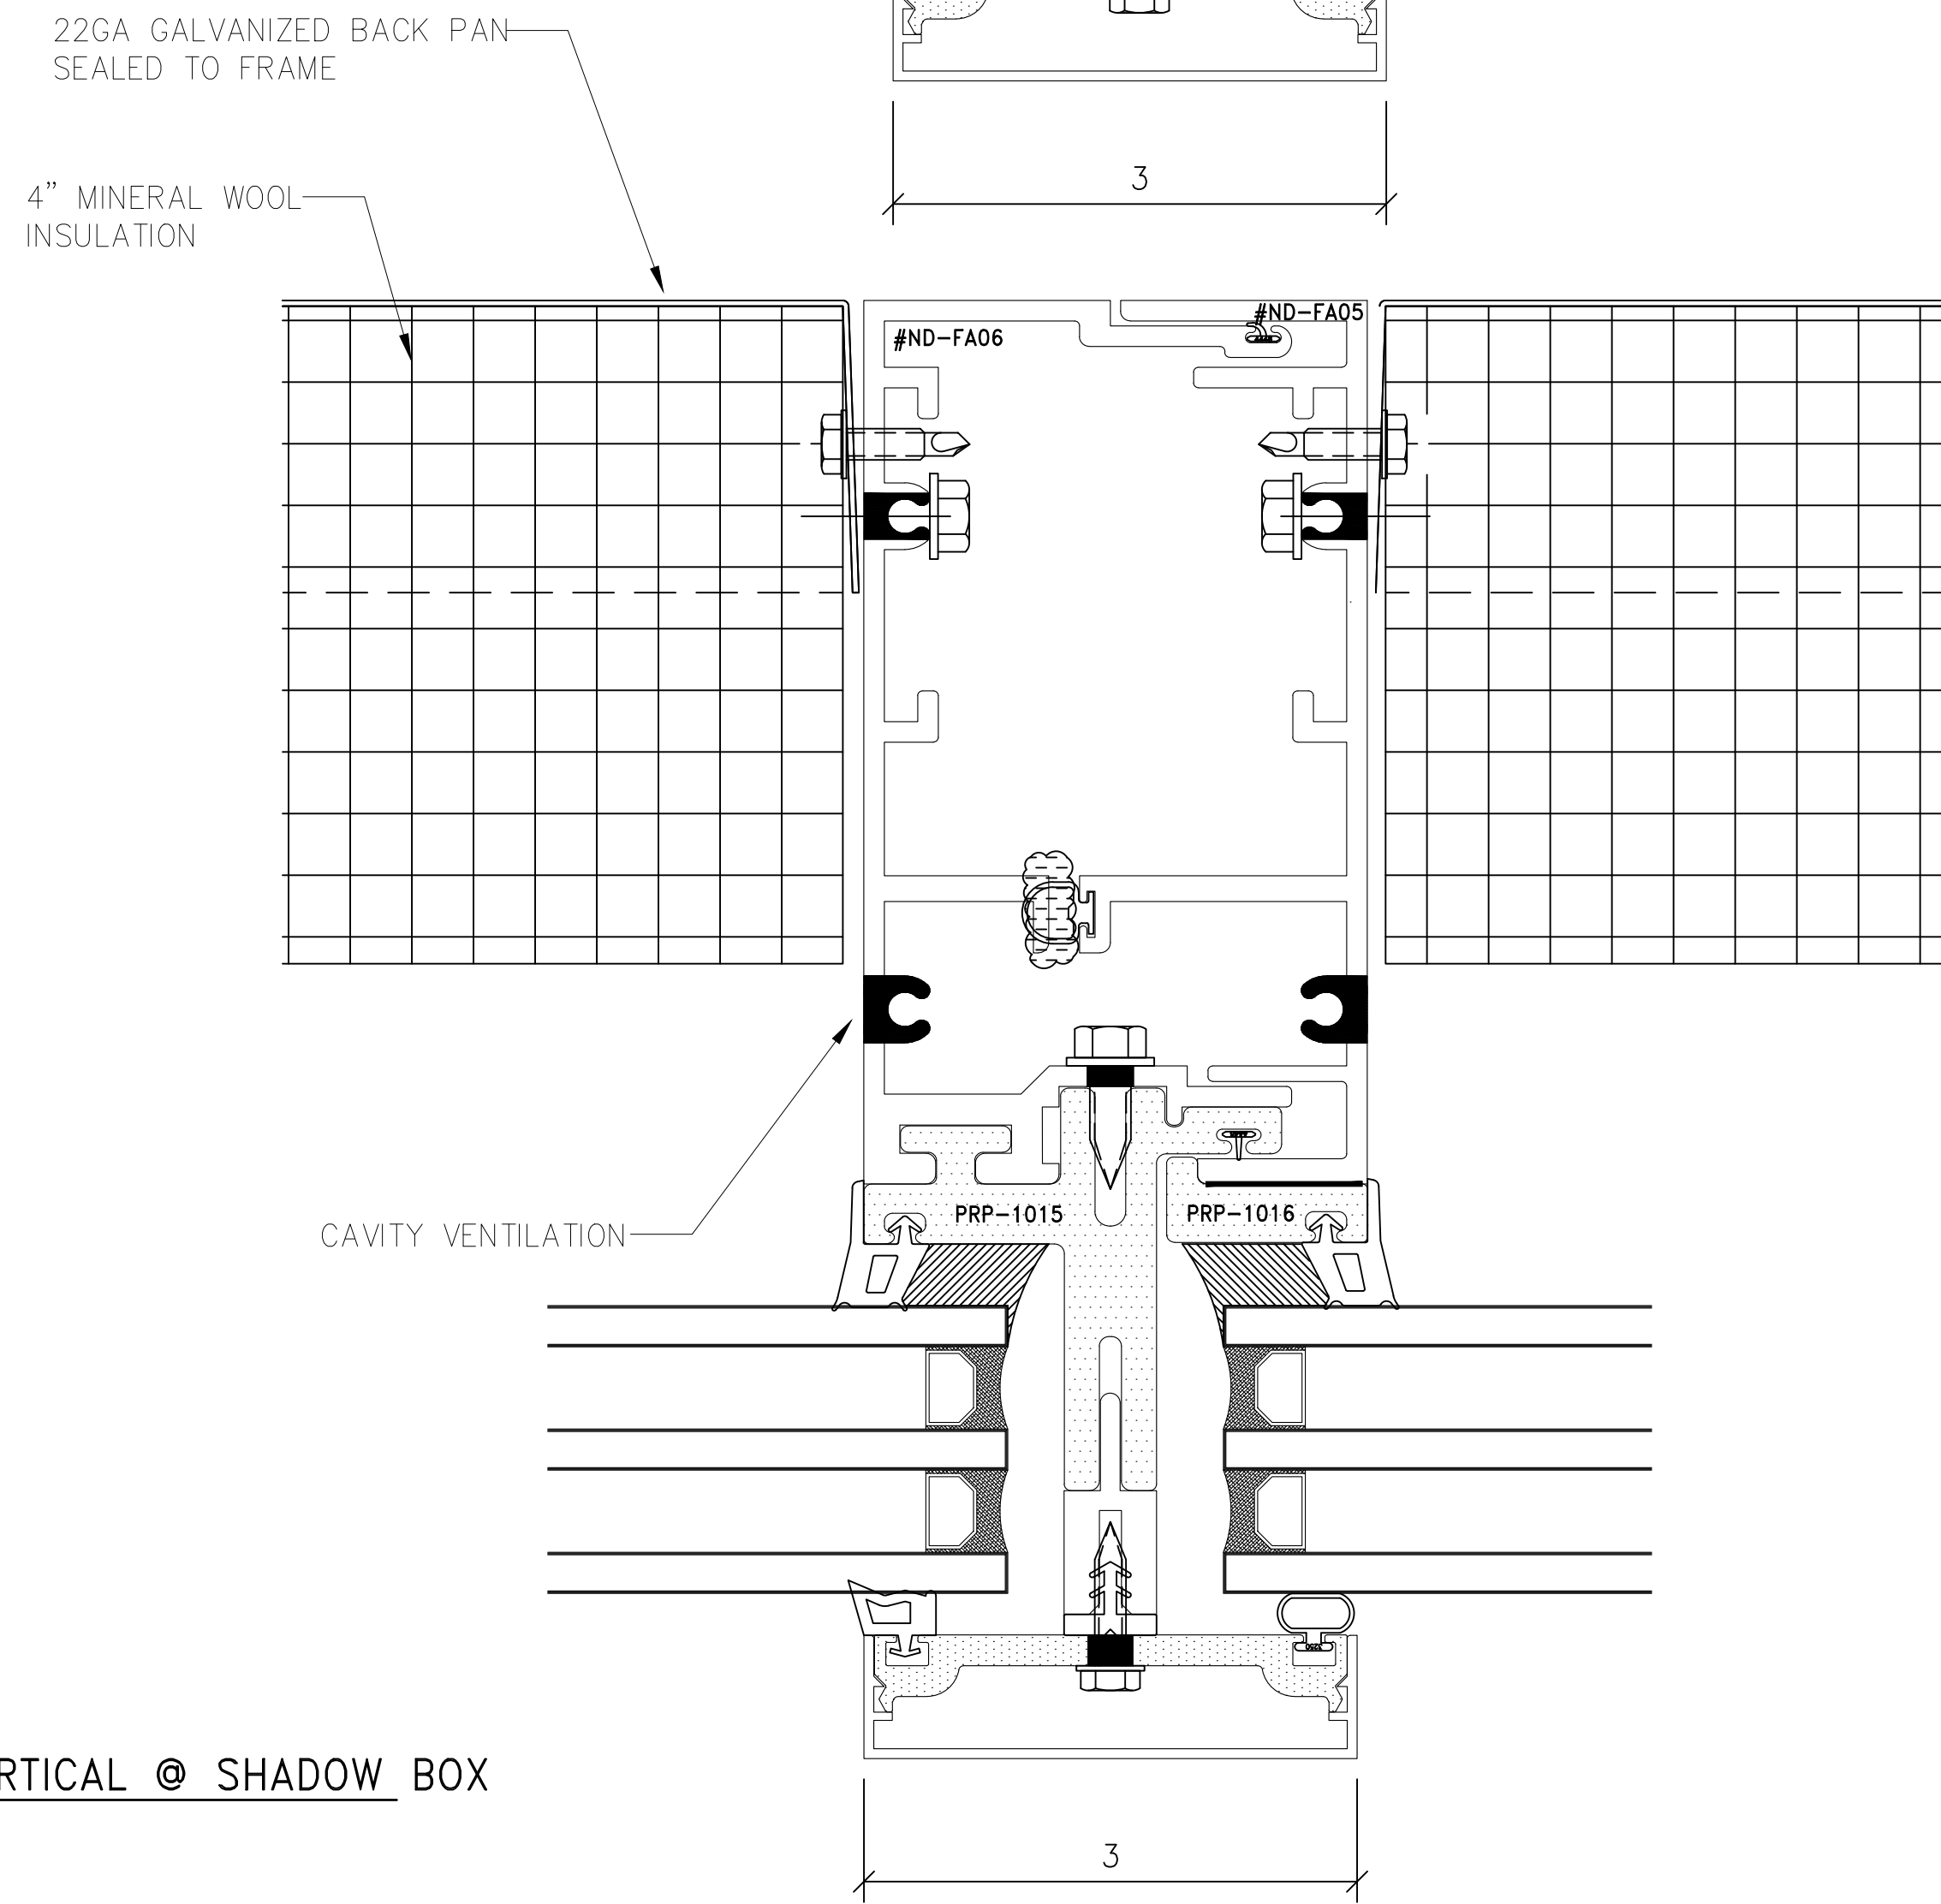 22GA GALVANIZED BACK PAN
SEALED TO FRAME
3
4" MINERAL WOOL
INSULATION
#ND-FA05
#ND-FA06
PRP-1015
PRP-1016
CAVITY VENTILATION
RTICAL @ SHADOW BOX
3